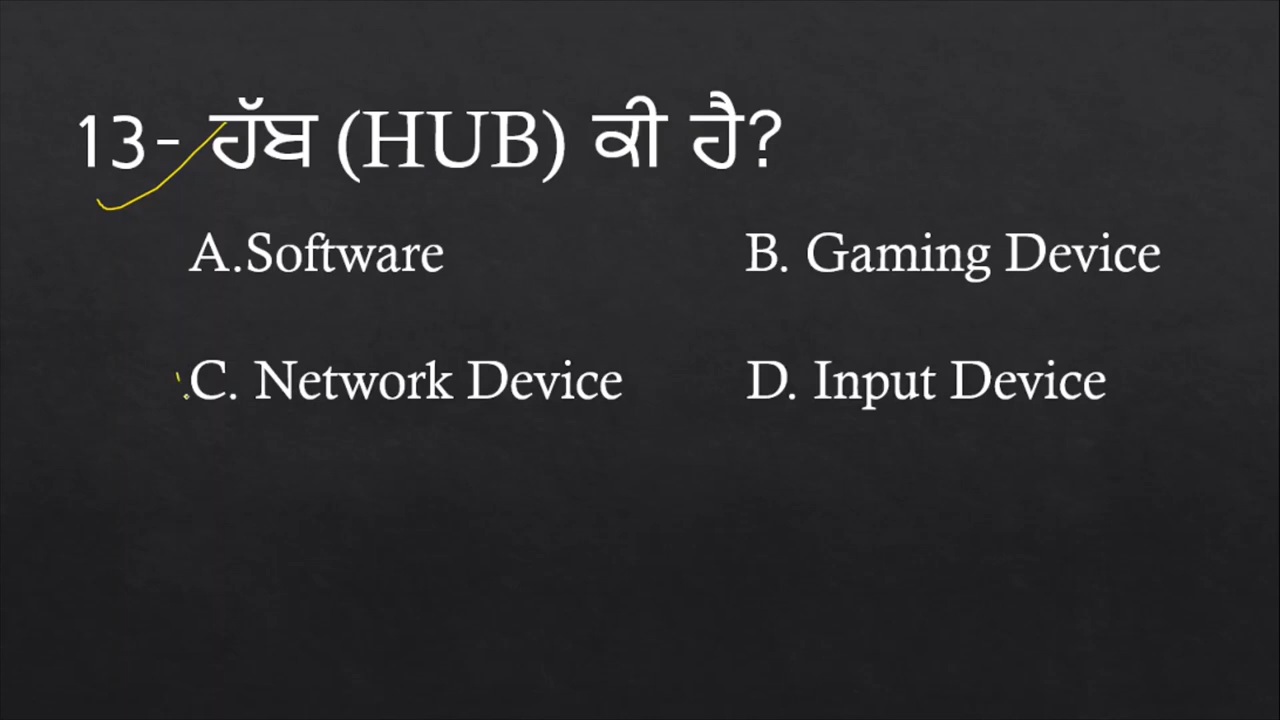 13- ਹੱਬ (HUB) ਕੀ ਹੈ?
A.Software B. Gaming Device
C. Network Device D. Input Device